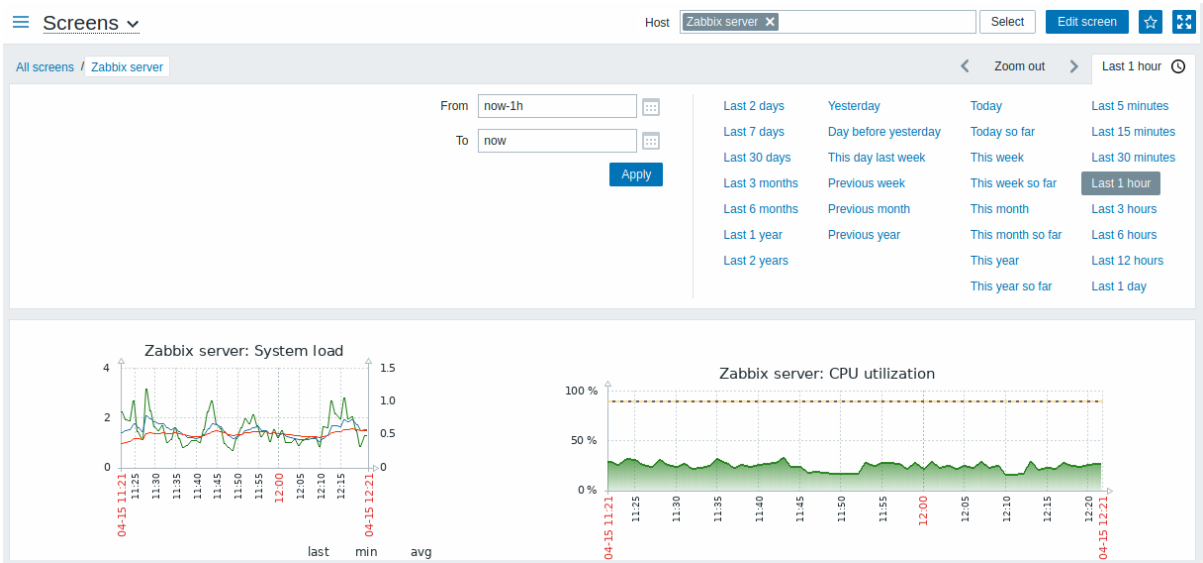 Screens
Host Zabbix server Select Edit screen
All screens / Zabbix server Zoom out Last 1 hour
From now-1h
To now
Apply
Last 2 days Yesterday Today Last 5 minutes
Last 7 days Day before yesterday Today so far Last 15 minutes
Last 30 days This day last week This week Last 30 minutes
Last 3 months Previous week This week so far Last 1 hour
Last 6 months Previous month This month Last 3 hours
Last 1 year Previous year This month so far Last 6 hours
Last 2 years This year Last 12 hours
This year so far Last 1 day
Zabbix server: System load
4 1.5
1.0
2
0.5
0 0
04-15 11:21 11:25 11:30 11:35 11:40 11:45 11:50 11:55 12:00 12:05 12:10 12:15 04-15 12:21
last min avg
Zabbix server: CPU utilization
100 %
50 %
0 %
04-15 11:21 11:25 11:30 11:35 11:40 11:45 11:50 11:55 12:00 12:05 12:10 12:15 12:20 04-15 12:21